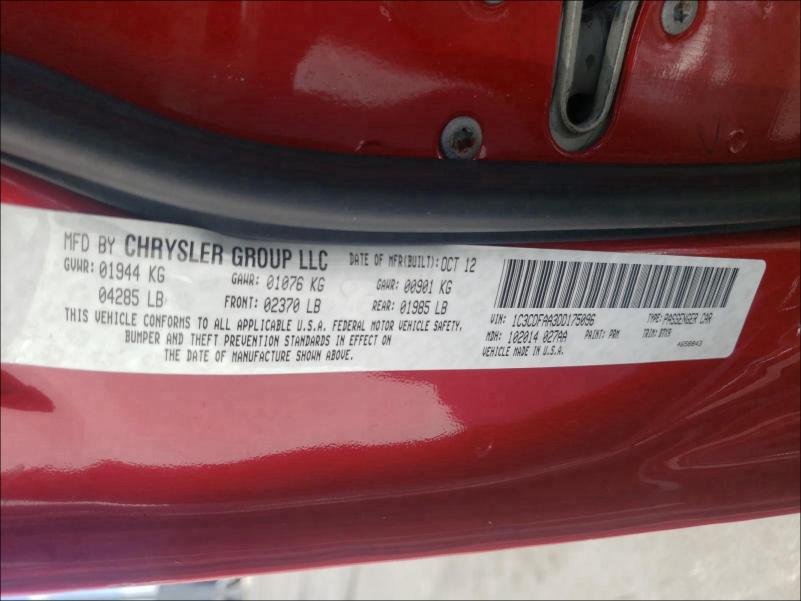 MFD BY CHRYSLER GROUP LLC DATE OF MFR(BUILT): OCT 12
GVWR: 01944 KG GAWR: 01076 KG GAWR: 00901 KG
04285 LB FRONT: 02370 LB REAR: 01985 LB
THIS VEHICLE CONFORMS TO ALL APPLICABLE U.S.A. FEDERAL MOTOR VEHICLE SAFETY,
BUMPER AND THEFT PREVENTION STANDARDS IN EFFECT ON
THE DATE OF MANUFACTURE SHOWN ABOVE.
VIN: 1C3CDFAA3DD175096 TYPE: PASSENGER CAR
MDH: 102014 027AA PAINT: PRM TRIM: DTX9
VEHICLE MADE IN U.S.A.